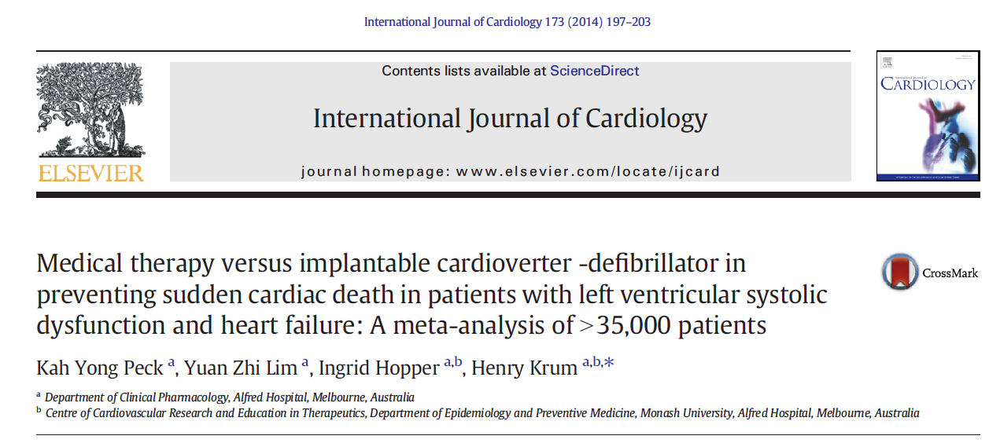 International Journal of Cardiology 173 (2014) 197–203
Contents lists available at ScienceDirect
International Journal of Cardiology
journal homepage: www.elsevier.com/locate/ijcard
ELSEVIER
International Journal of
CARDIOLOGY
Medical therapy versus implantable cardioverter -defibrillator in
preventing sudden cardiac death in patients with left ventricular systolic
dysfunction and heart failure: A meta-analysis of >35,000 patients
CrossMark
Kah Yong Peck a, Yuan Zhi Lim a, Ingrid Hopper a,b, Henry Krum a,b,*
a Department of Clinical Pharmacology, Alfred Hospital, Melbourne, Australia
b Centre of Cardiovascular Research and Education in Therapeutics, Department of Epidemiology and Preventive Medicine, Monash University, Alfred Hospital, Melbourne, Australia